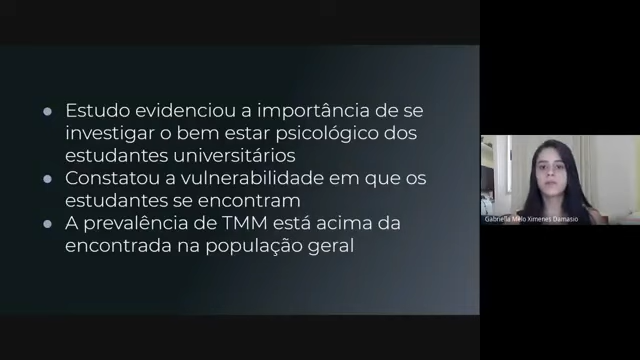 Estudo evidenciou a importância de se
investigar o bem estar psicológico dos
estudantes universitários
Constatou a vulnerabilidade em que os
estudantes se encontram
A prevalência de TMM está acima da
encontrada na população geral
Gabriella Melo Ximenes Damasio